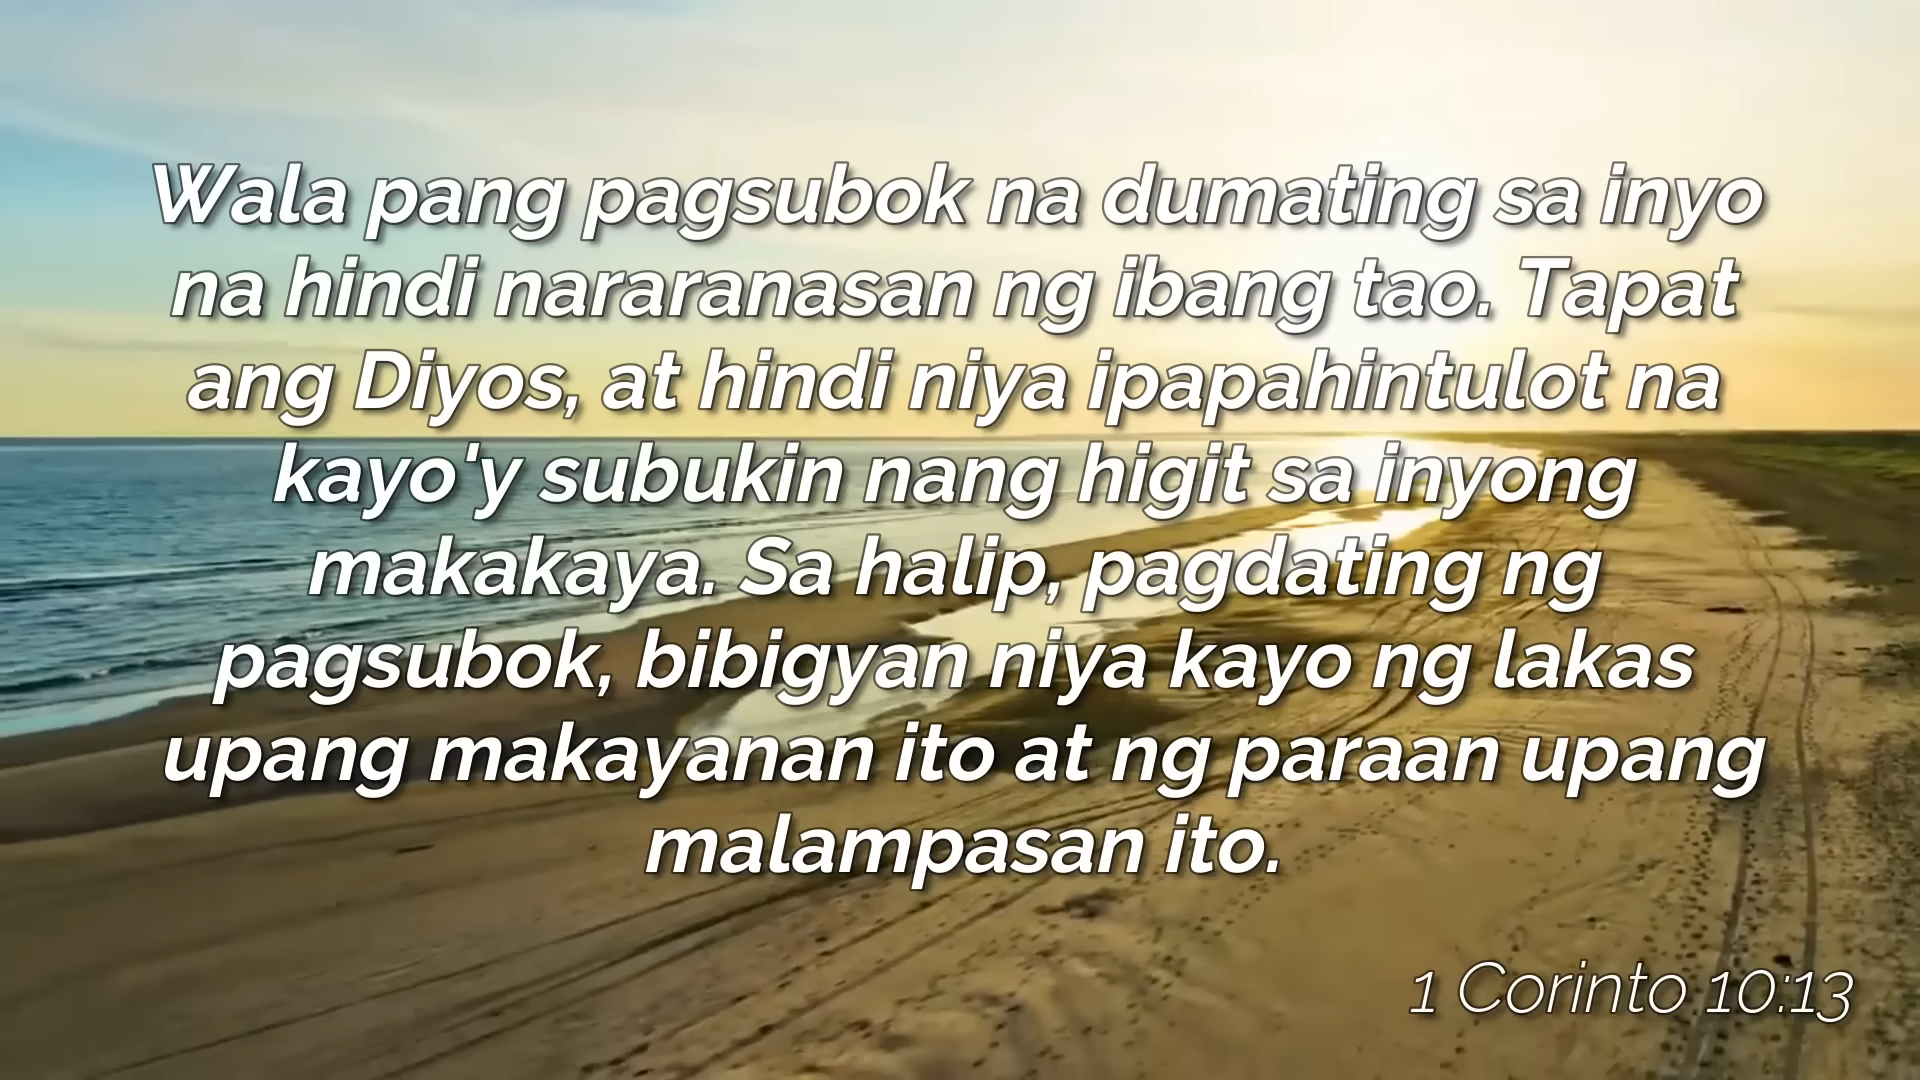 Wala pang pagsubok na dumating sa inyo
na hindi nararanasan ng ibang tao. Tapat
ang Diyos, at hindi niya ipapahintulot na
kayo'y subukin nang higit sa inyong
makakaya. Sa halip, pagdating ng
pagsubok, bibigyan niya kayo ng lakas
upang makayanan ito at ng paraan upang
malampasan ito.
1 Corinto 10:13